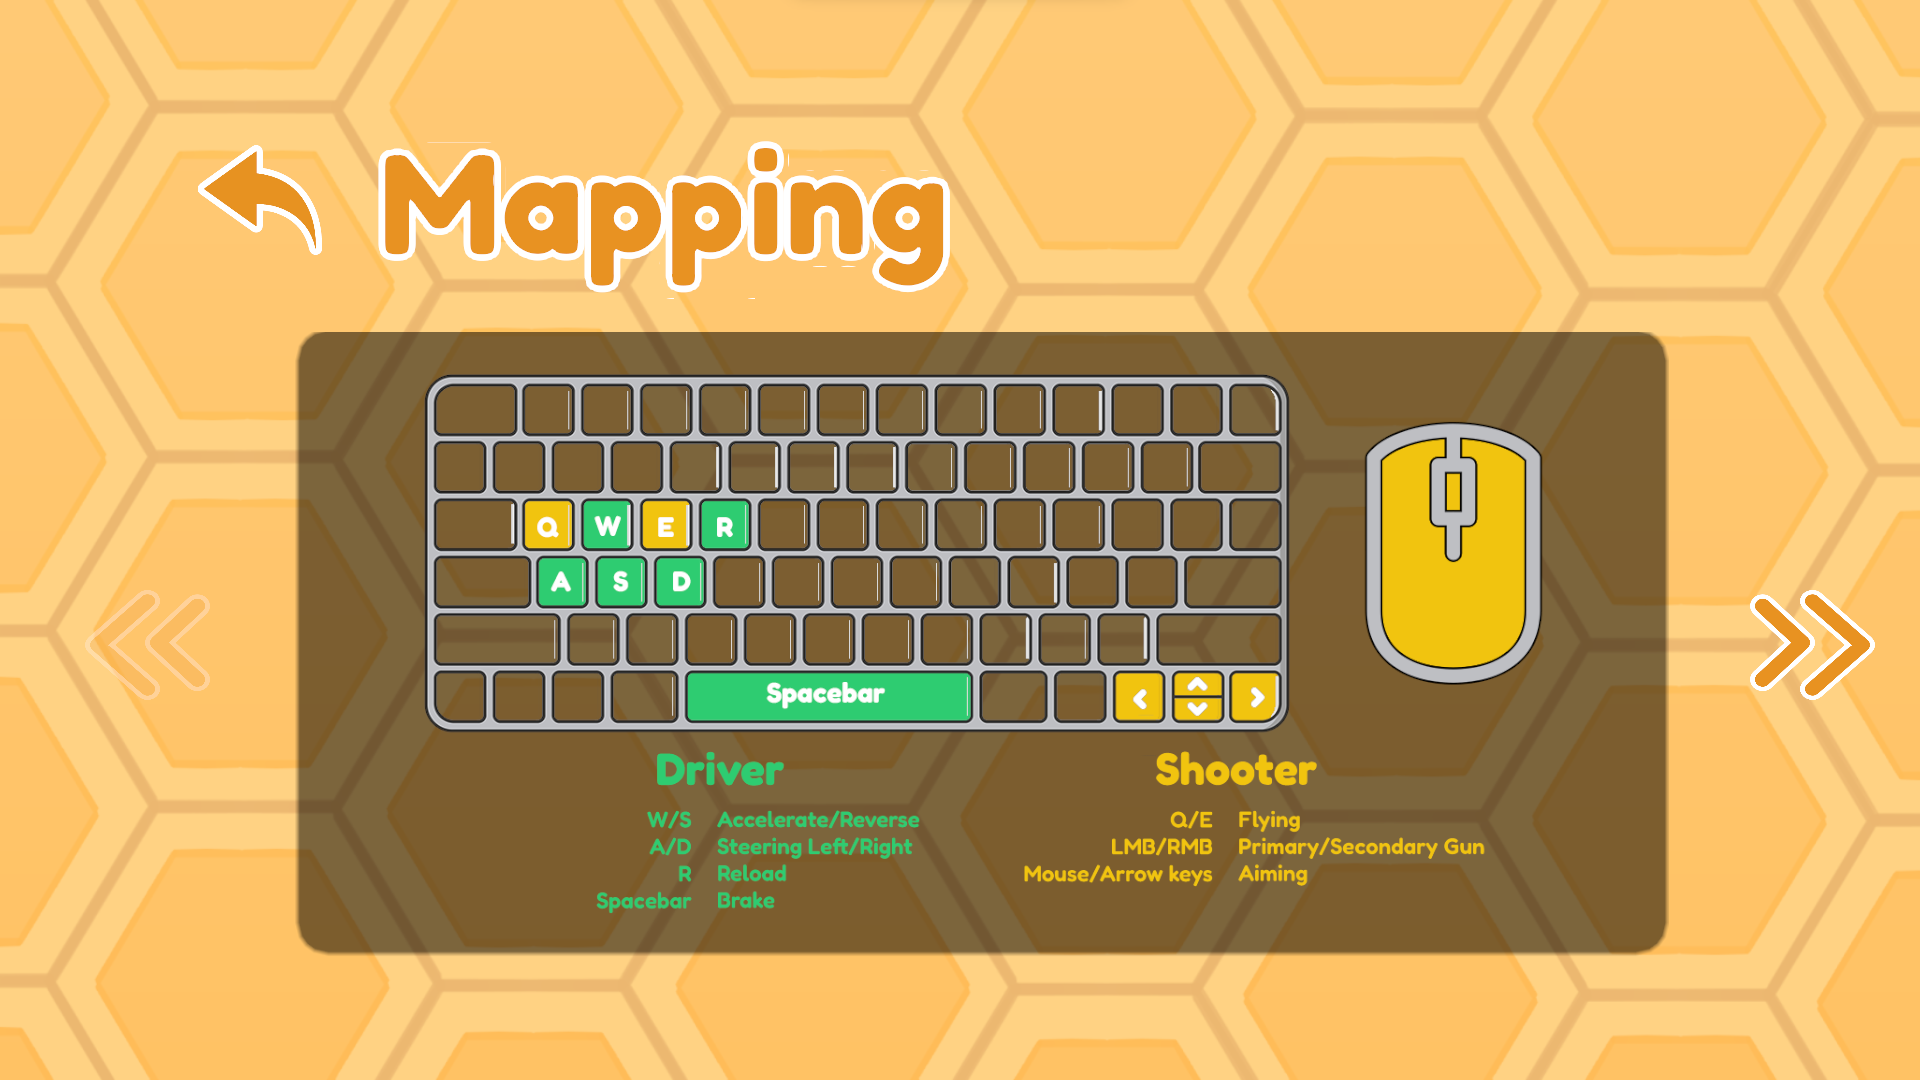 Mapping
Q W E R
A S D
Spacebar
Driver
W/S Accelerate/Reverse
A/D Steering Left/Right
R Reload
Spacebar Brake
Shooter
Q/E Flying
LMB/RMB Primary/Secondary Gun
Mouse/Arrow keys Aiming